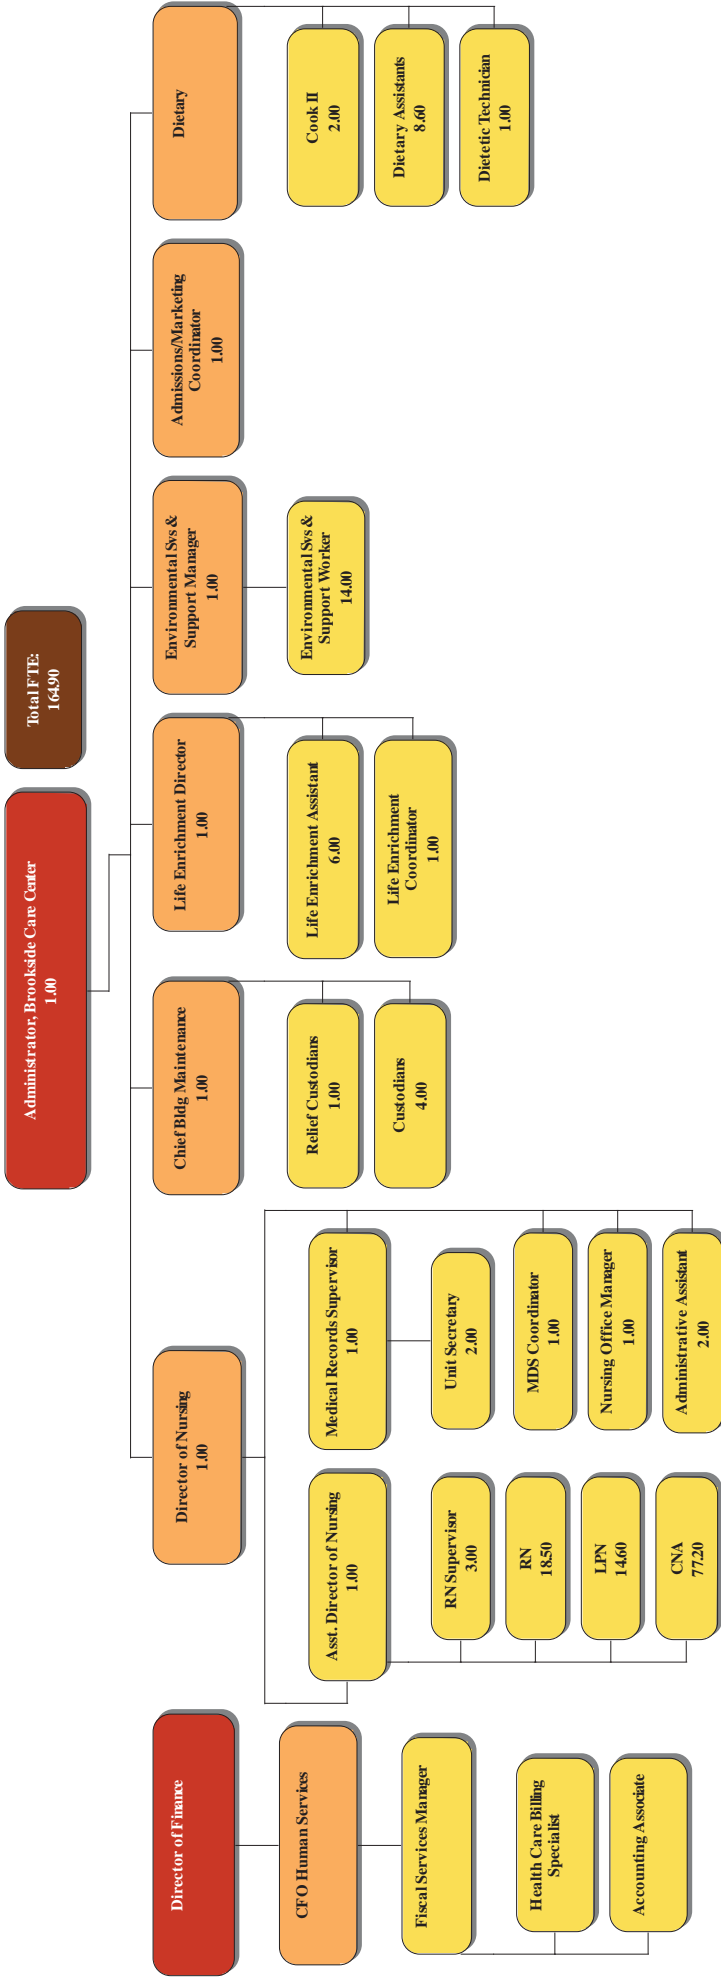 Administrator, Brookside Care Center
1.00
Total FTE:
164.90
Director of Finance
CFO Human Services
Fiscal Services Manager
Health Care Billing
Specialist
Accounting Associate
Director of Nursing
1.00
Asst. Director of Nursing
1.00
RN Supervisor
3.00
RN
18.50
LPN
14.60
CNA
77.20
Medical Records Supervisor
1.00
Unit Secretary
2.00
MDS Coordinator
1.00
Nursing Office Manager
1.00
Administrative Assistant
2.00
Chief Bldg Maintenance
1.00
Relief Custodians
1.00
Custodians
4.00
Life Enrichment Director
1.00
Life Enrichment Assistant
6.00
Life Enrichment
Coordinator
1.00
Environmental Svs &
Support Manager
1.00
Environmental Svs &
Support Worker
14.00
Admissions/Marketing
Coordinator
1.00
Dietary
Cook II
2.00
Dietary Assistants
8.60
Dietetic Technician
1.00